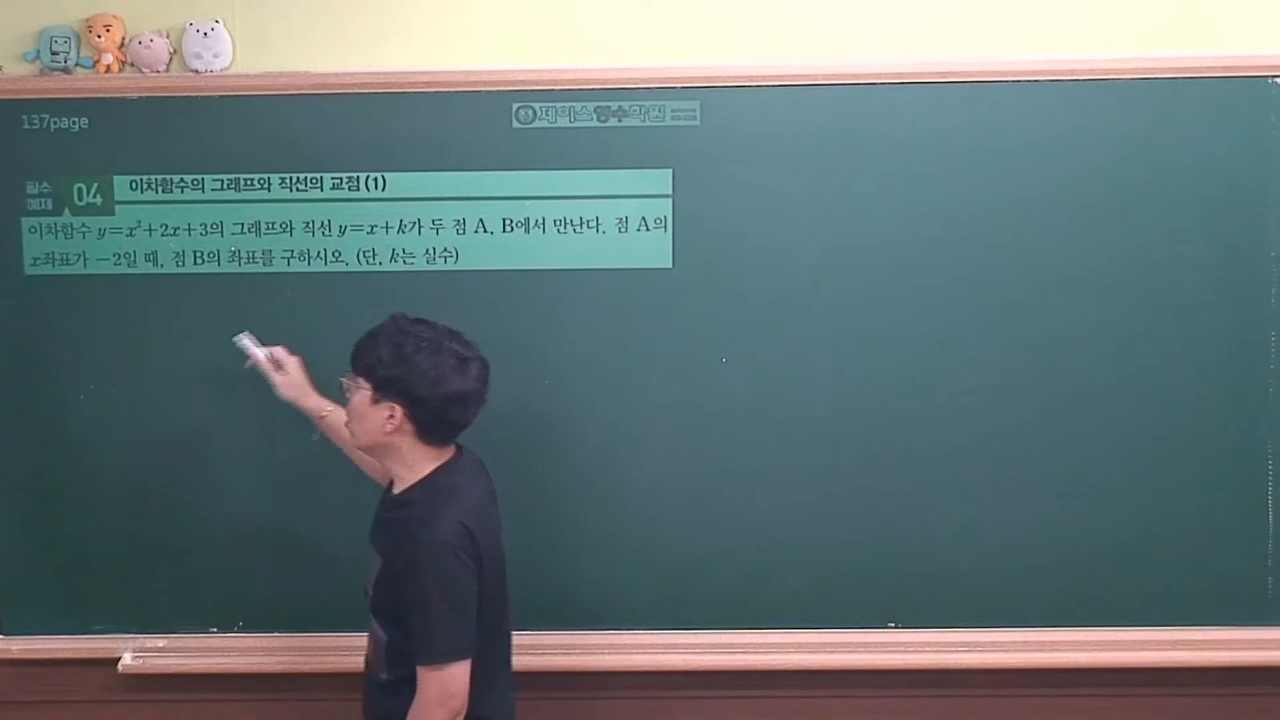 137page
제이스영수학원
필수 예제 04
이차함수의 그래프와 직선의 교점(1)
이차함수 y=x²+2x+3의 그래프와 직선 y=x+k가 두 점 A, B에서 만난다. 점 A의
x좌표가 −2일 때, 점 B의 좌표를 구하시오. (단, k는 실수)